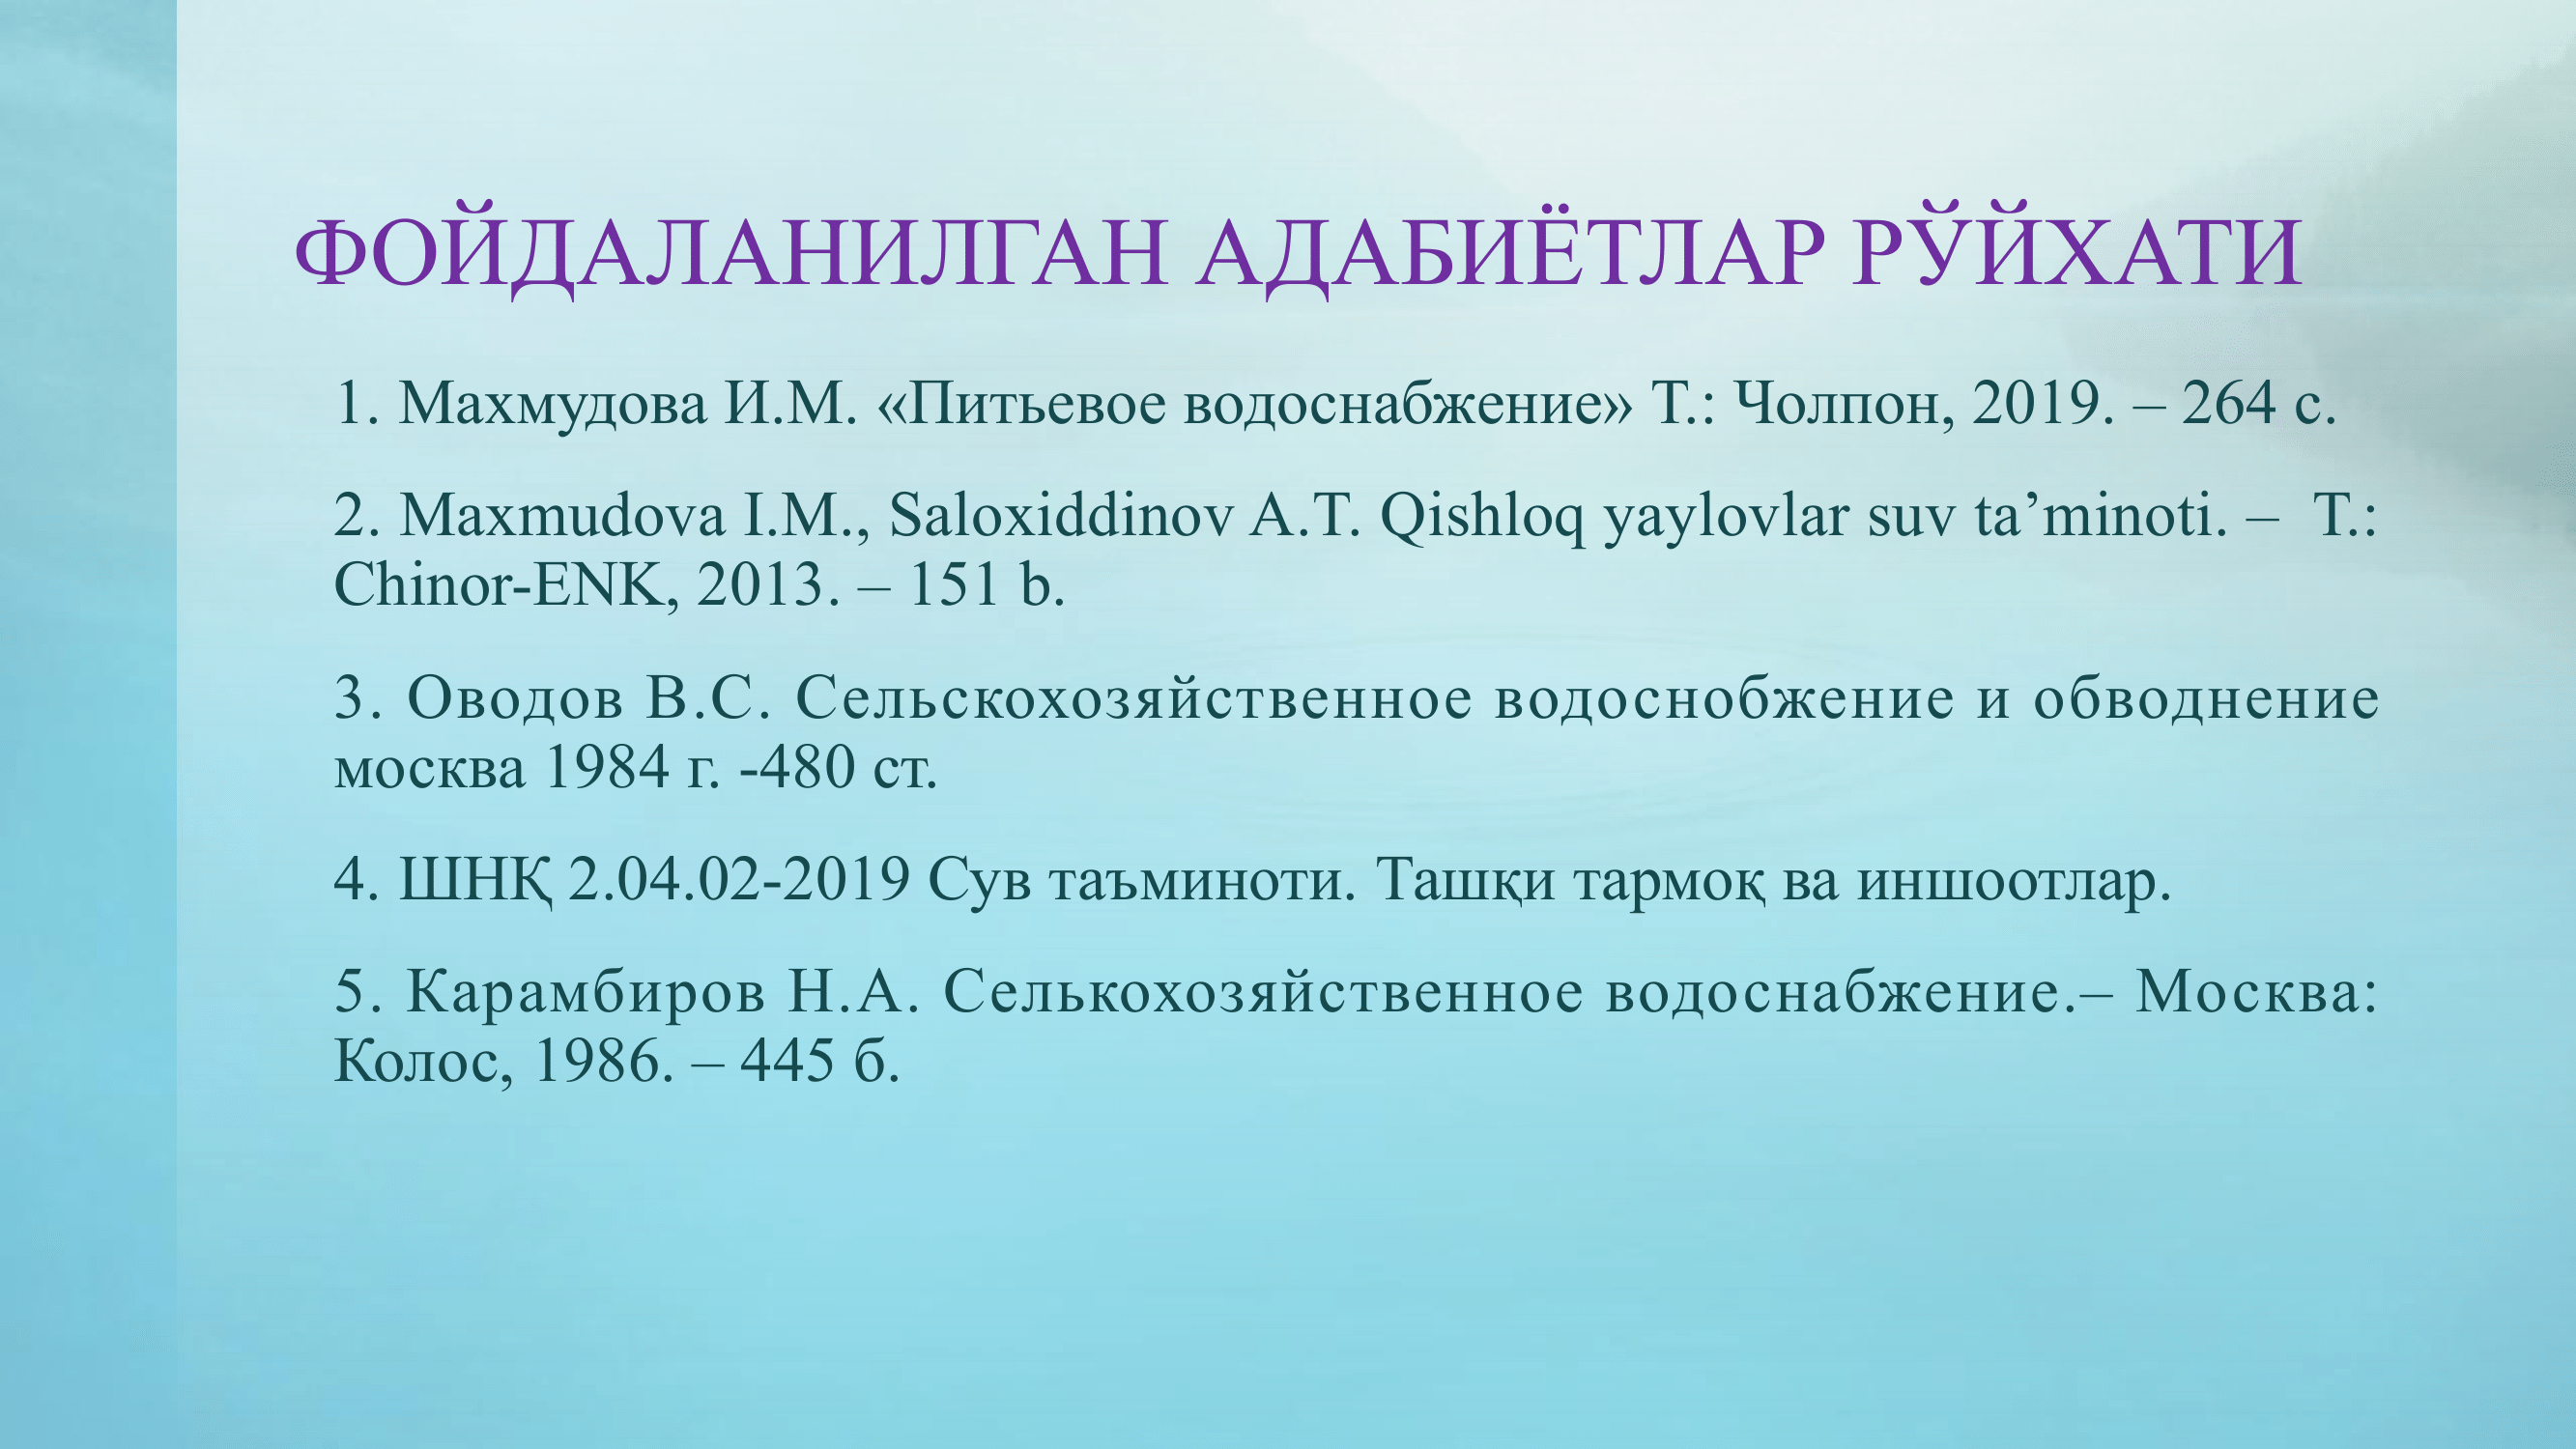 ФОЙДАЛАНИЛГАН АДАБИЁТЛАР РЎЙХАТИ
1. Махмудова И.М. «Питьевое водоснабжение» Т.: Чолпон, 2019. – 264 с.
2. Maxmudova I.M., Saloxiddinov A.T. Qishloq yaylovlar suv ta’minoti. –  T.:
Chinor-ENK, 2013. – 151 b.
3. Оводов В.С. Сельскохозяйственное водоснобжение и обводнение
москва 1984 г. -480 ст.
4. ШНҚ 2.04.02-2019 Сув таъминоти. Ташқи тармоқ ва иншоотлар.
5. Карамбиров Н.А. Селькохозяйственное водоснабжение.– Москва:
Колос, 1986. – 445 б.